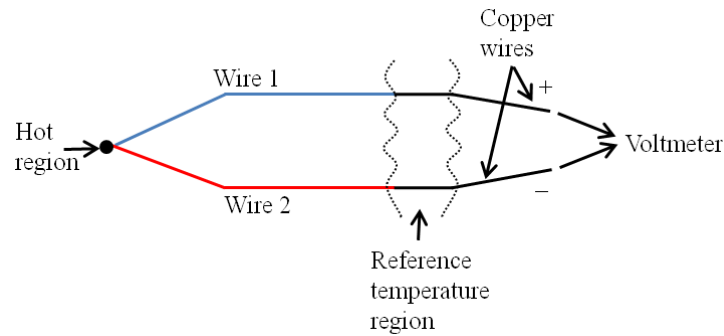 Copper
wires
Wire 1
+
Hot
region
Voltmeter
Wire 2
−
Reference
temperature
region